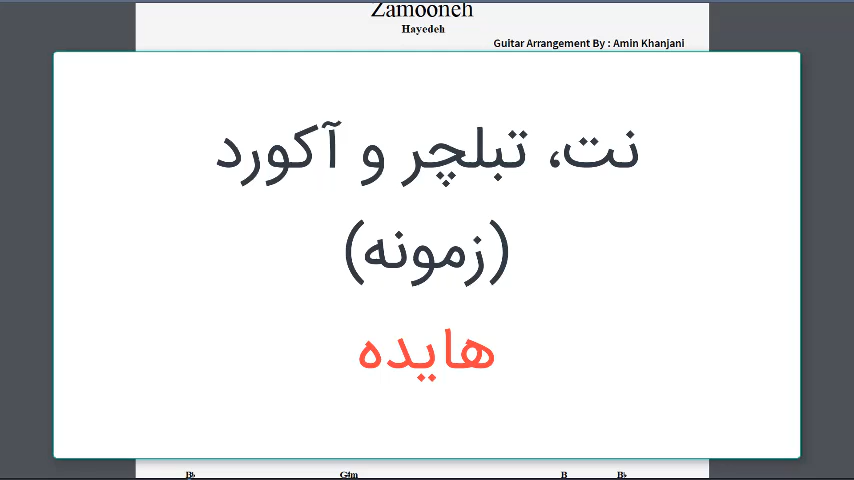 Zamooneh
Hayedeh
Guitar Arrangement By : Amin Khanjani
نت، تبلچر و آکورد
(زمونه)
هایده
B♭ G#m B B♭